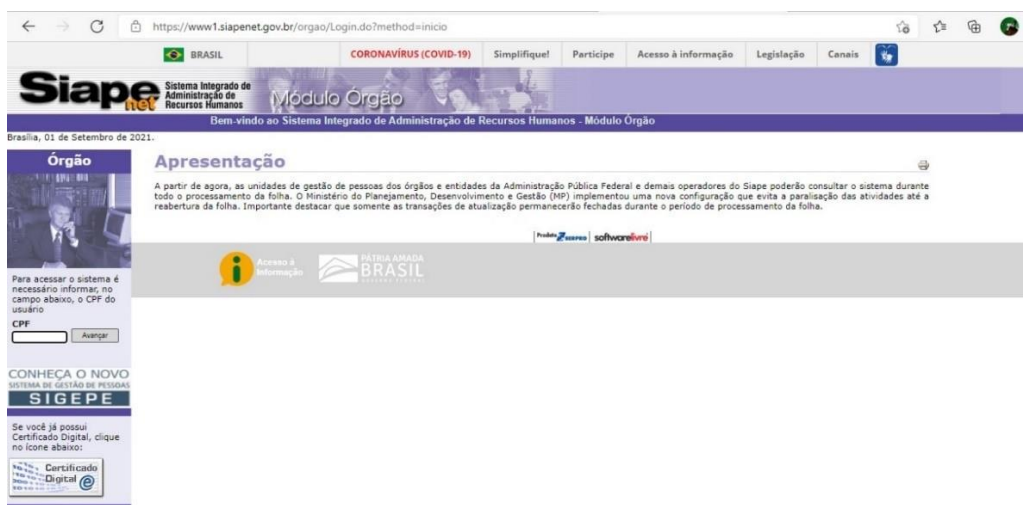 https://www1.siapenet.gov.br/orgao/Login.do?method=inicio
BRASIL
CORONAVÍRUS (COVID-19)
Simplifique!
Participe
Acesso à informação
Legislação
Canais
Siape net
Sistema Integrado de
Administração de
Recursos Humanos
Módulo Órgão
Bem-vindo ao Sistema Integrado de Administração de Recursos Humanos - Módulo Órgão
Brasília, 01 de Setembro de 2021.
Órgão
Para acessar o sistema é
necessário informar, no
campo abaixo, o CPF do
usuário
CPF
Avançar
CONHEÇA O NOVO
SISTEMA DE GESTÃO DE PESSOAS
SIGEPE
Se você já possui
Certificado Digital, clique
no ícone abaixo:
Certificado
Digital
Apresentação
A partir de agora, as unidades de gestão de pessoas dos órgãos e entidades da Administração Pública Federal e demais operadores do Siape poderão consultar o sistema durante
todo o processamento da folha. O Ministério do Planejamento, Desenvolvimento e Gestão (MP) implementou uma nova configuração que evita a paralisação das atividades até a
reabertura da folha. Importante destacar que somente as transações de atualização permanecerão fechadas durante o período de processamento da folha.
Produto SERPRO softwarelivre
Acesso à
Informação
PÁTRIA AMADA
BRASIL
GOVERNO FEDERAL